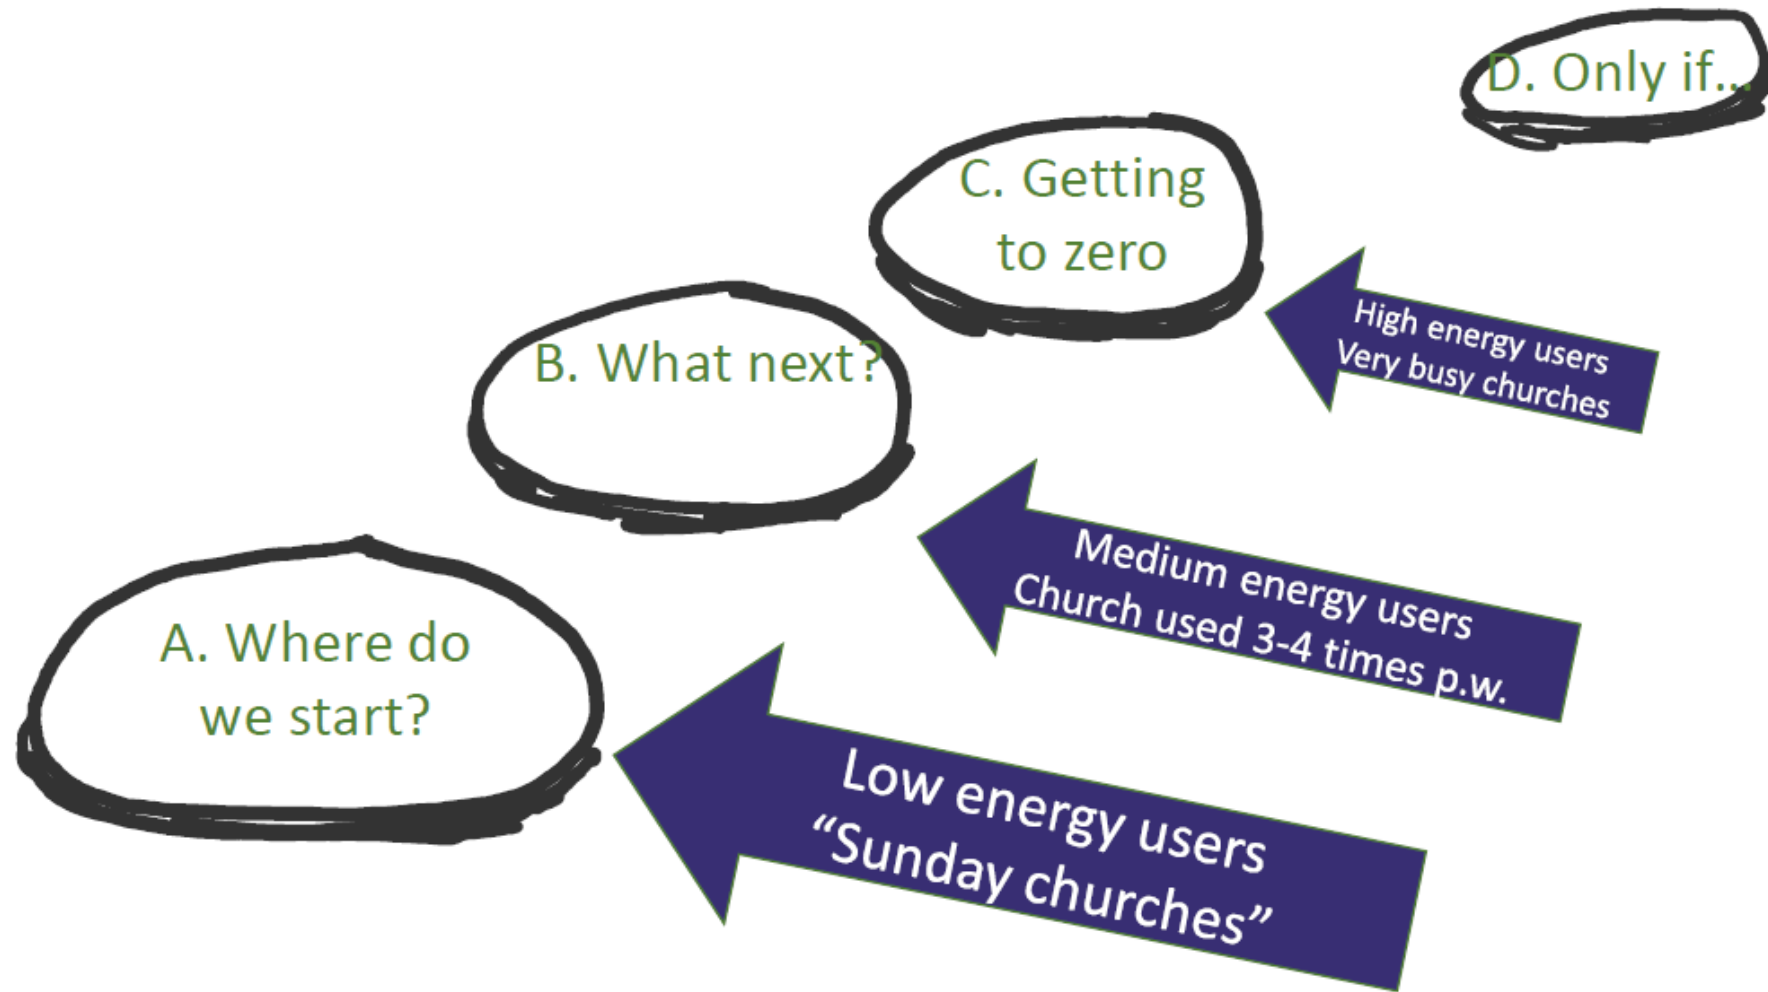 D. Only if...
C. Getting
to zero
High energy users
Very busy churches
B. What next?
Medium energy users
Church used 3-4 times p.w.
A. Where do
we start?
Low energy users
“Sunday churches”